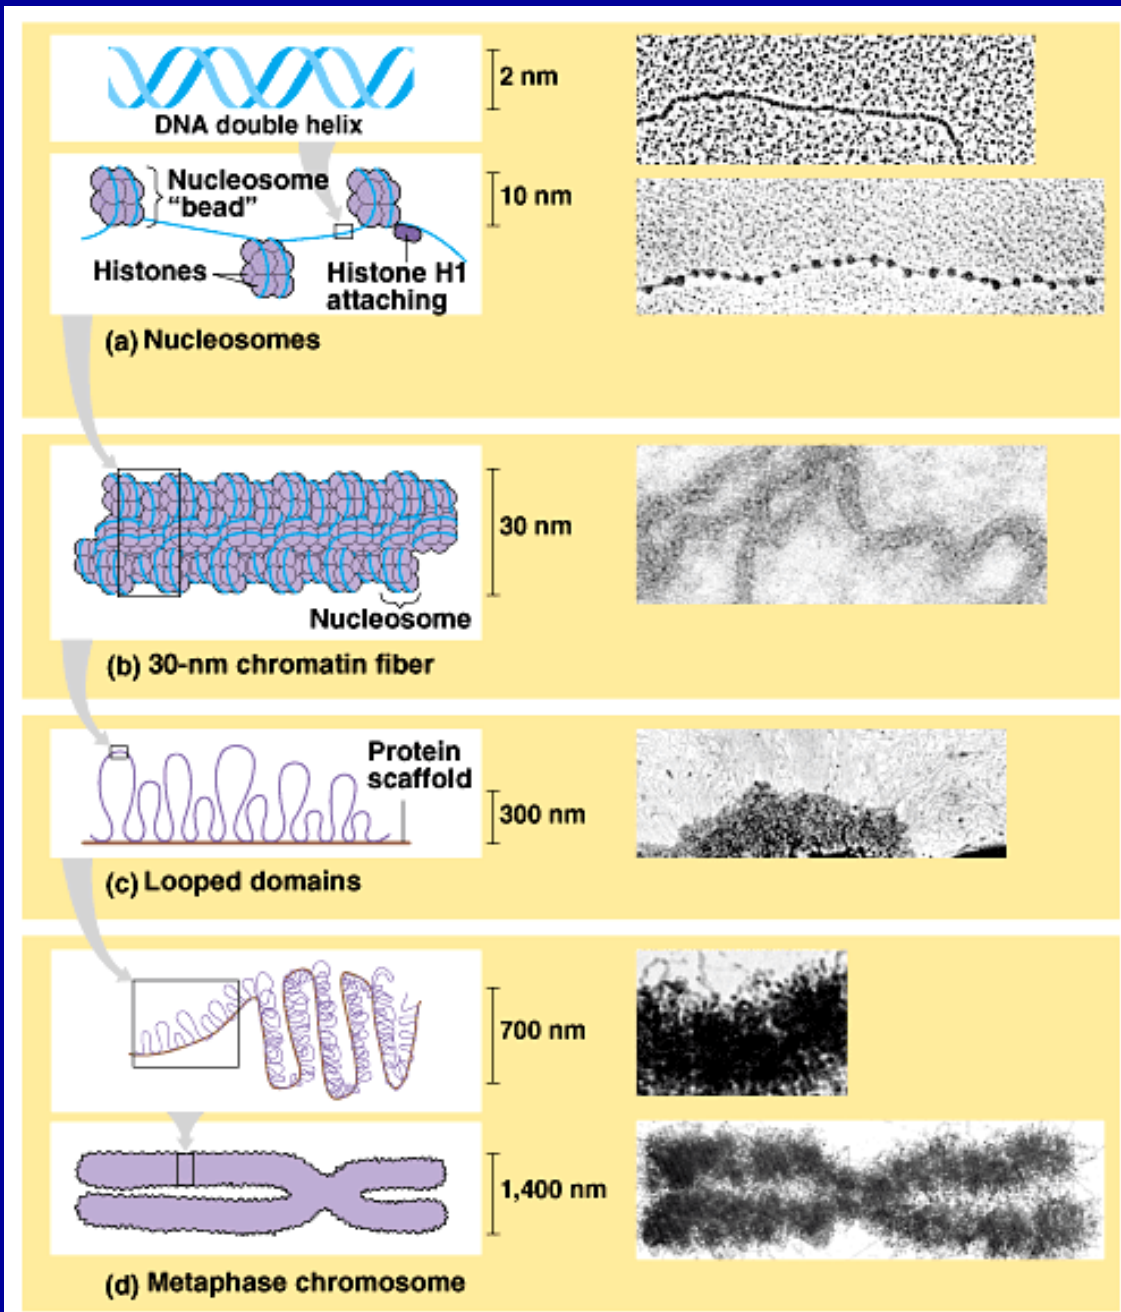 2 nm
DNA double helix
Nucleosome
"bead"
10 nm
Histones
Histone H1
attaching
(a) Nucleosomes
30 nm
Nucleosome
(b) 30-nm chromatin fiber
Protein
scaffold
300 nm
(c) Looped domains
700 nm
1,400 nm
(d) Metaphase chromosome